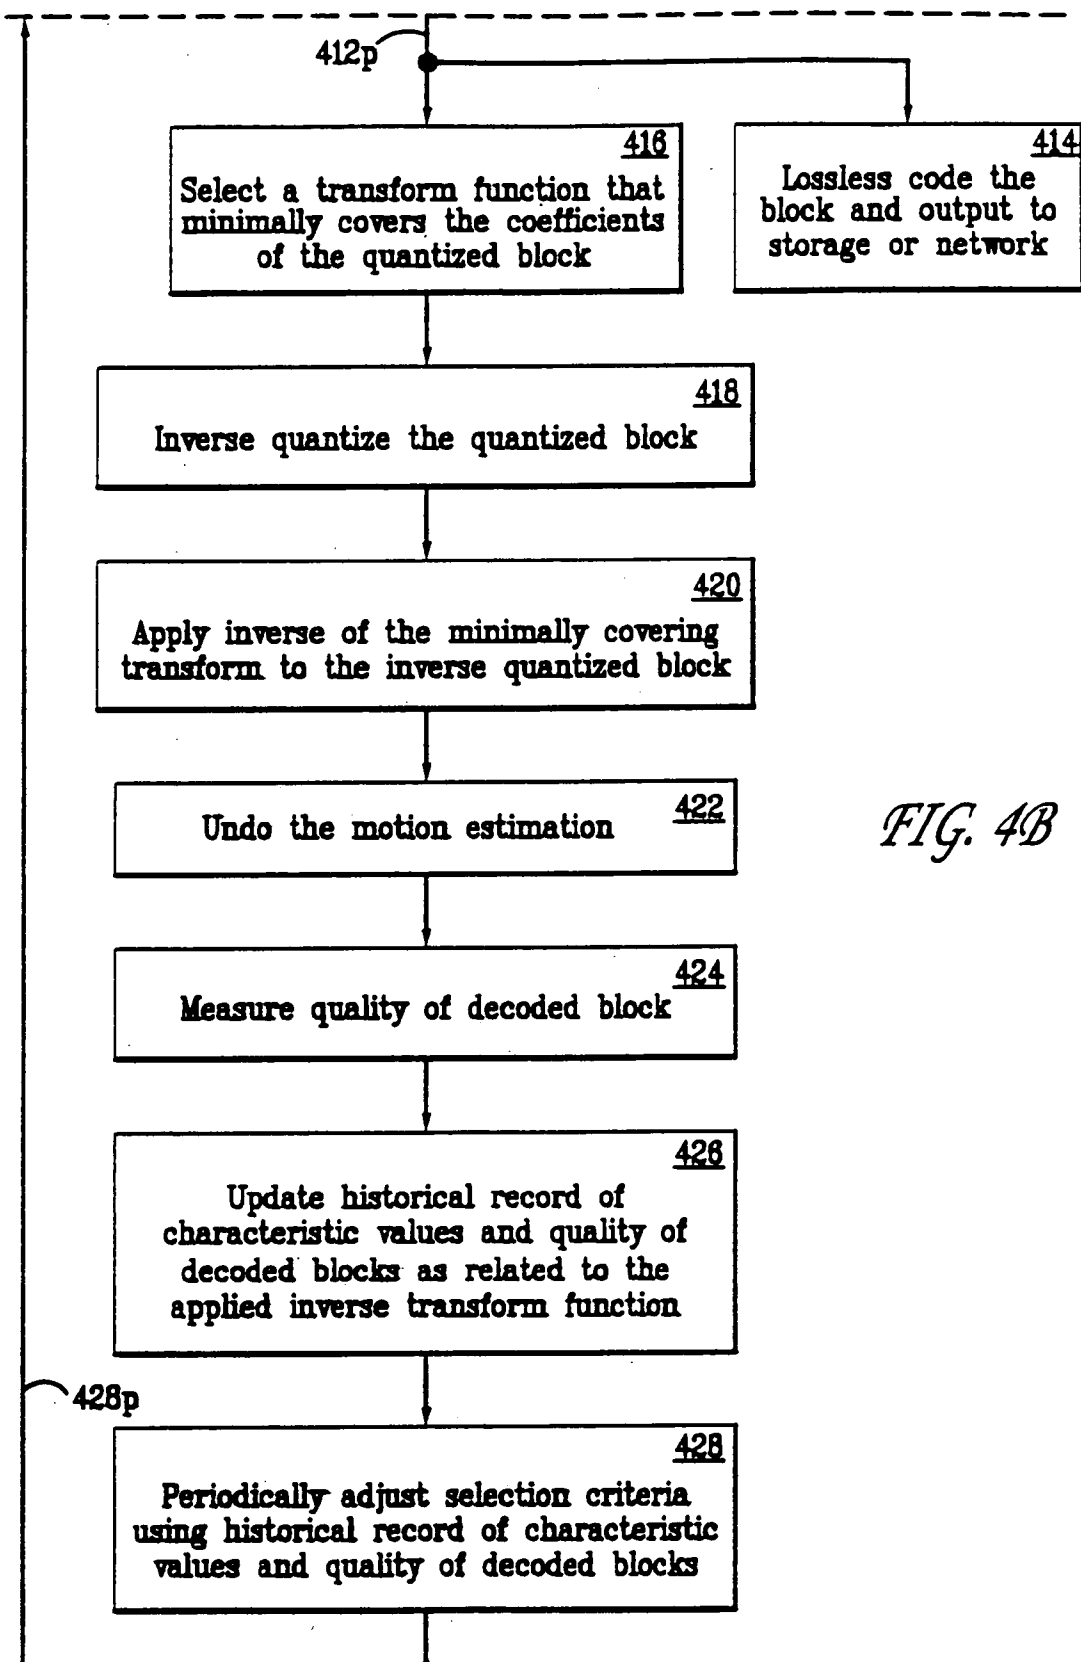 412p
416
Select a transform function that
minimally covers the coefficients
of the quantized block
414
Lossless code the
block and output to
storage or network
418
Inverse quantize the quantized block
420
Apply inverse of the minimally covering
transform to the inverse quantized block
422
Undo the motion estimation
FIG. 4B
424
Measure quality of decoded block
426
Update historical record of
characteristic values and quality of
decoded blocks as related to the
applied inverse transform function
428p
428
Periodically adjust selection criteria
using historical record of characteristic
values and quality of decoded blocks